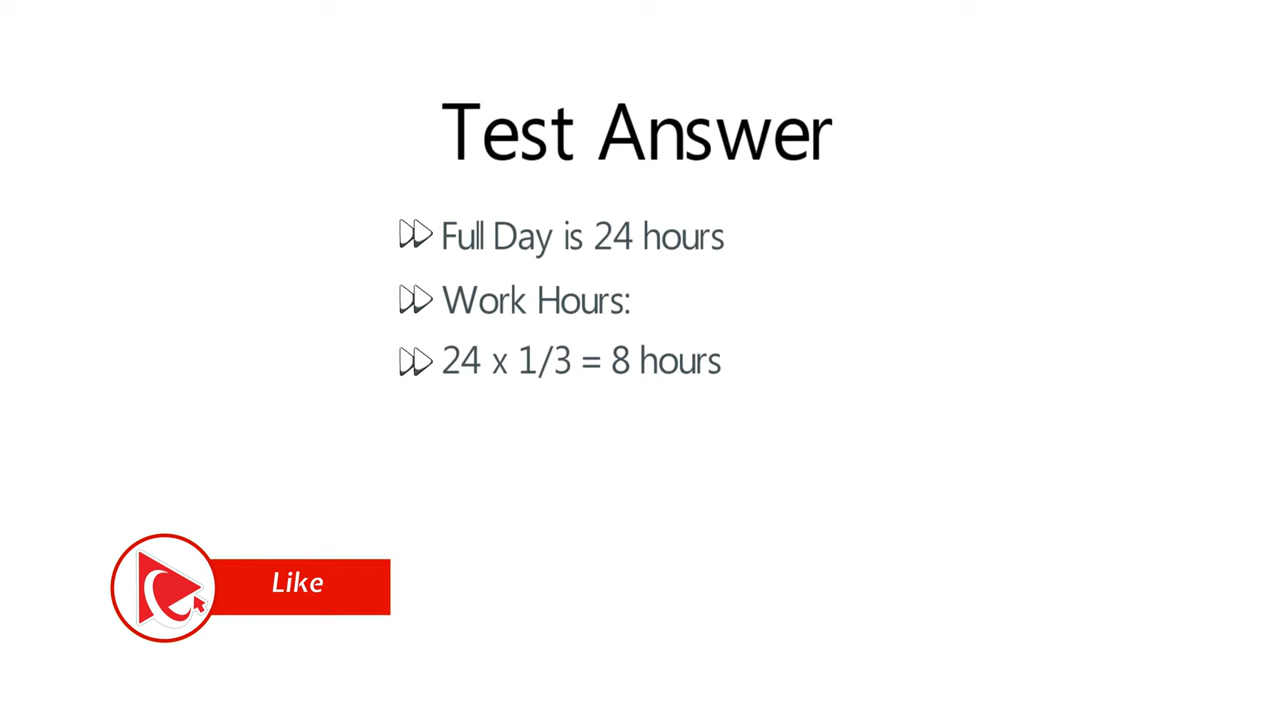 Test Answer
Full Day is 24 hours
Work Hours:
24 x 1/3 = 8 hours
Like